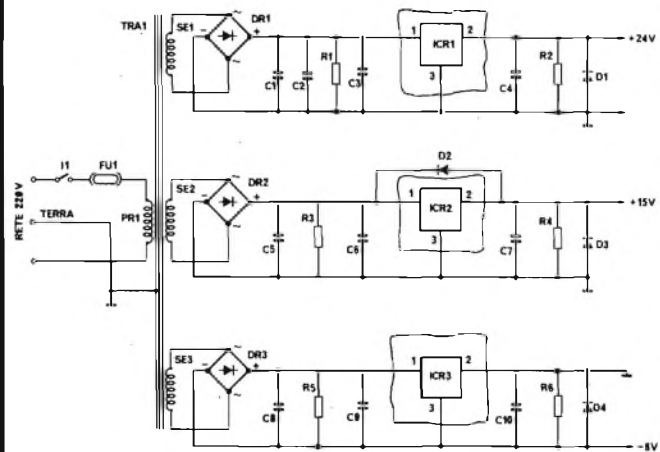 TRA1
SE1
DR1
~
~
-
+
C1
C2
R1
C3
1
ICR1
2
3
C4
R2
D1
+24V
RETE 220V
I1
FU1
TERRA
PR1
SE2
DR2
~
~
-
+
C5
R3
C6
D2
1
ICR2
2
3
C7
R4
D3
+15V
SE3
DR3
~
~
-
+
C8
R5
C9
1
ICR3
2
3
C10
R6
D4